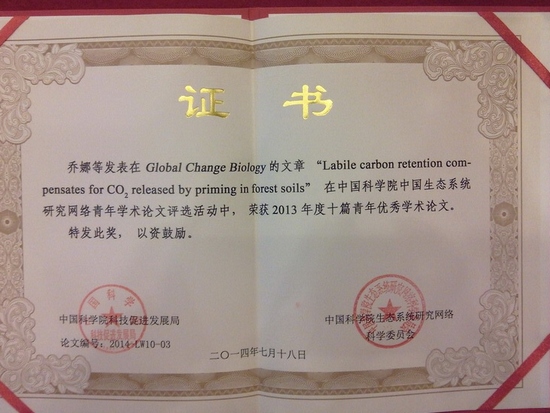 证 书
乔娜等发表在 Global Change Biology 的文章 “Labile carbon retention com-
pensates for CO₂ released by priming in forest soils” 在中国科学院中国生态系统
研究网络青年学术论文评选活动中，荣获 2013 年度十篇青年优秀学术论文。
特发此奖，以资鼓励。
中国科学院科技促进发展局
论文编号：2014-LW10-03
中国科学院生态系统研究网络
科学委员会
二〇一四年七月十八日